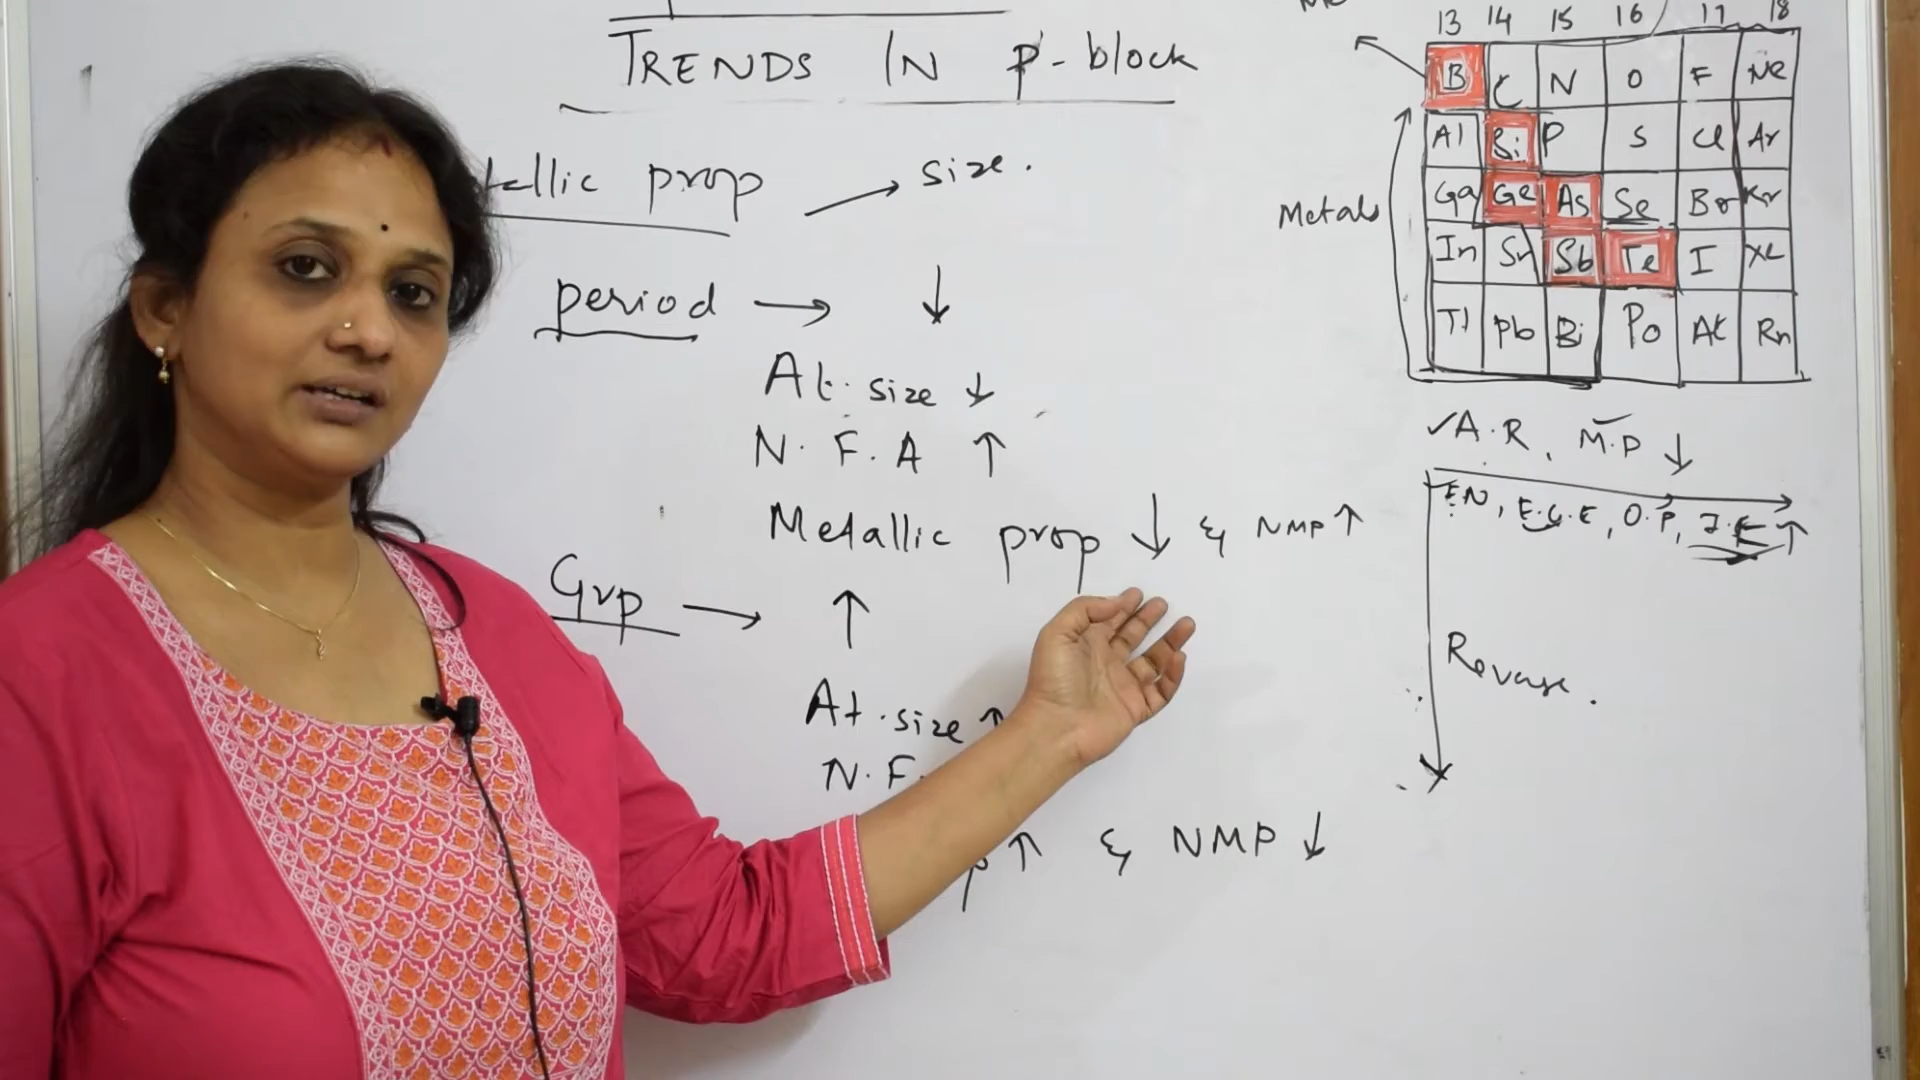 TRENDS IN p-block
tallic prop → size.
period → ↓
At. size ↓
N. F. A ↑
Metallic prop ↓ & NMP ↑
Grp → ↑
At. size ↑
N. F.
p ↑ & NMP ↓
13 14 15 16 17 18
B C N O F Ne
Al Si P S Cl Ar
Ga Ge As Se Br Kr
In Sn Sb Te I Xe
Tl Pb Bi Po At Rn
Metals
✓A.R, M.P ↓
EN, E.G.E, O.P, I.E ↑
Reverse.